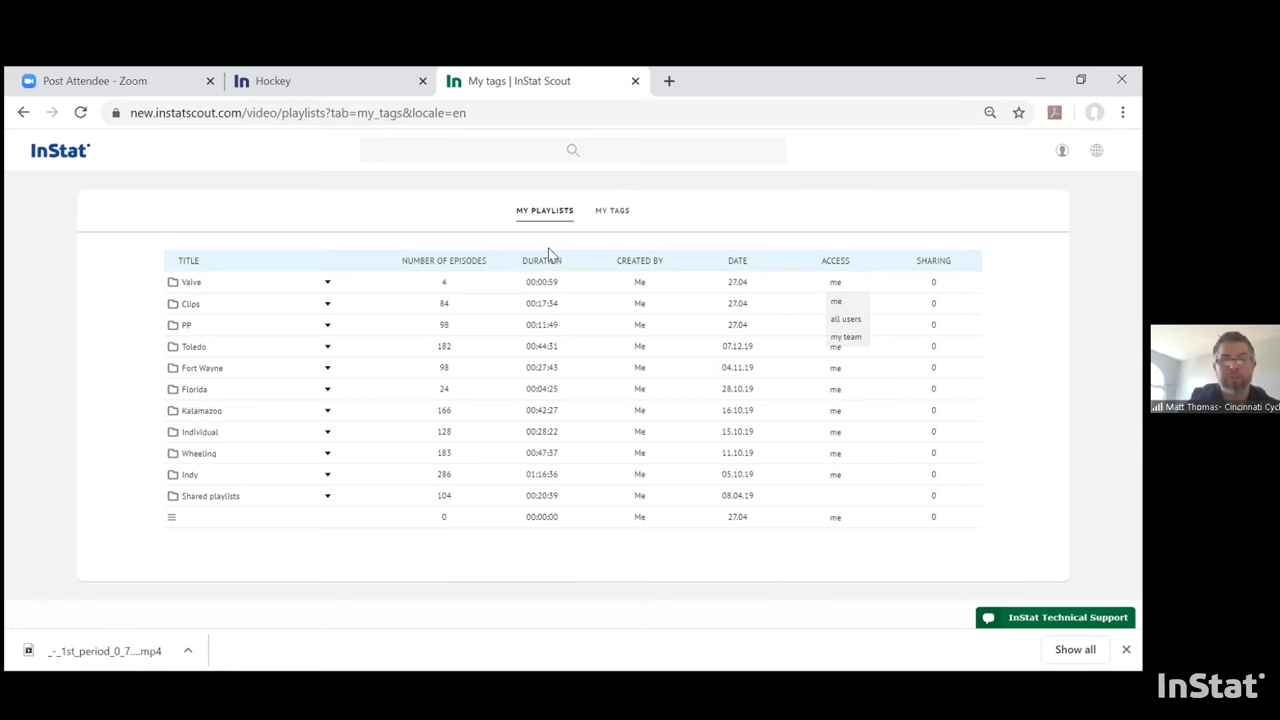 Post Attendee - Zoom
Hockey
My tags | InStat Scout
new.instatscout.com/video/playlists?tab=my_tags&locale=en
InStat
MY PLAYLISTS MY TAGS
TITLE NUMBER OF EPISODES DURATION CREATED BY DATE ACCESS SHARING
Vaive 4 00:00:59 Me 27.04 me 0
Clips 84 00:17:34 Me 27.04 me 0
PP 98 00:11:49 Me 27.04 all users 0
my team
Toledo 182 00:44:31 Me 07.12.19 me 0
Fort Wayne 98 00:27:43 Me 04.11.19 me 0
Florida 24 00:04:25 Me 28.10.19 me 0
Kalamazoo 166 00:42:27 Me 16.10.19 me 0
Individual 128 00:28:22 Me 15.10.19 me 0
Wheeling 183 00:47:37 Me 11.10.19 me 0
Indy 286 01:16:36 Me 05.10.19 me 0
Shared playlists 104 00:20:39 Me 08.04.19 0
0 00:00:00 Me 27.04 me 0
InStat Technical Support
_-_1st_period_0_7....mp4
Show all
Matt Thomas- Cincinnati Cyc
InStat